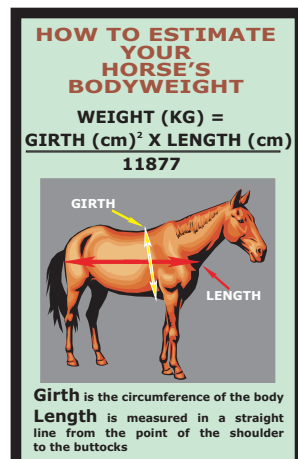 HOW TO ESTIMATE
YOUR
HORSE'S
BODYWEIGHT
WEIGHT (KG) =
GIRTH (cm)² X LENGTH (cm)
11877
GIRTH
LENGTH
Girth is the circumference of the body
Length is measured in a straight
line from the point of the shoulder
to the buttocks